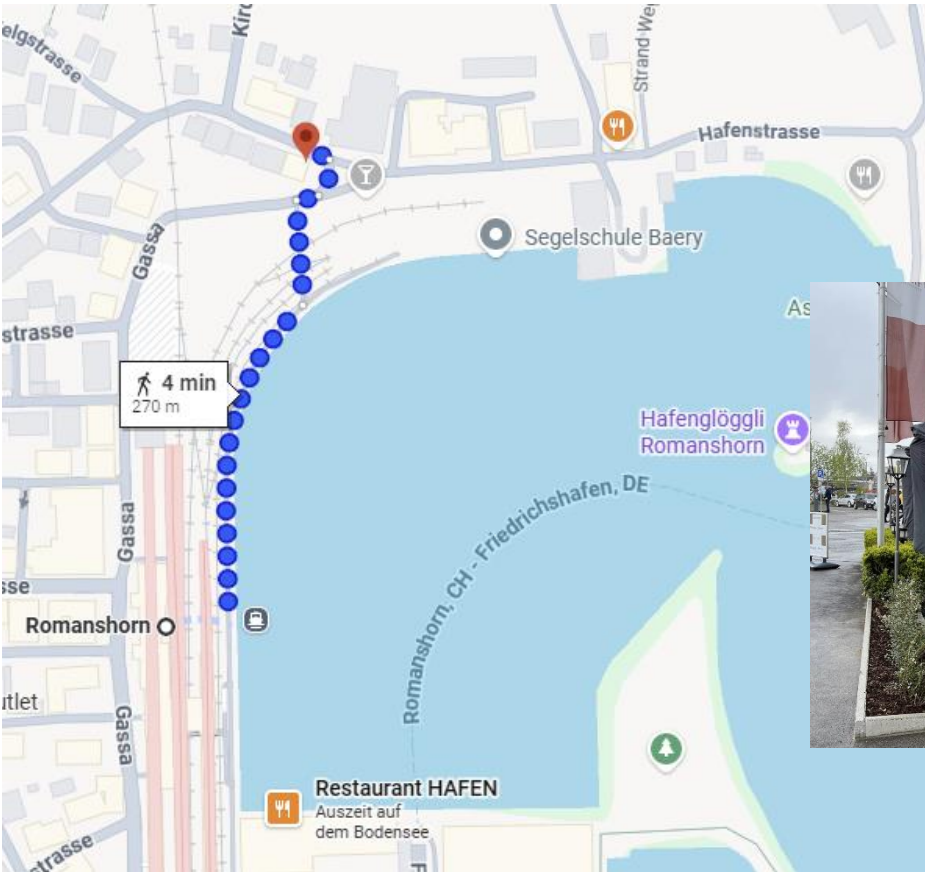 elgstrasse
Kirc
Strand-We
Hafenstrasse
Gassa
Segelschule Baery
strasse
As
4 min
270 m
Hafenglöggli
Romanshorn
Romanshorn, CH - Friedrichshafen, DE
Gassa
sse
Romanshorn
utlet
Gassa
Restaurant HAFEN
Auszeit auf
dem Bodensee
strasse
F